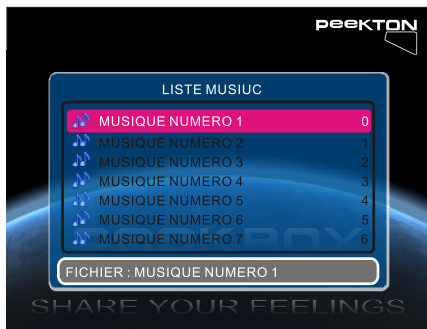 PEEKTON
LISTE MUSIUC
MUSIQUE NUMERO 1 0
MUSIQUE NUMERO 2 1
MUSIQUE NUMERO 3 2
MUSIQUE NUMERO 4 3
MUSIQUE NUMERO 5 4
MUSIQUE NUMERO 6 5
MUSIQUE NUMERO 7 6
PEEKBOX
FICHIER : MUSIQUE NUMERO 1
SHARE YOUR FEELINGS